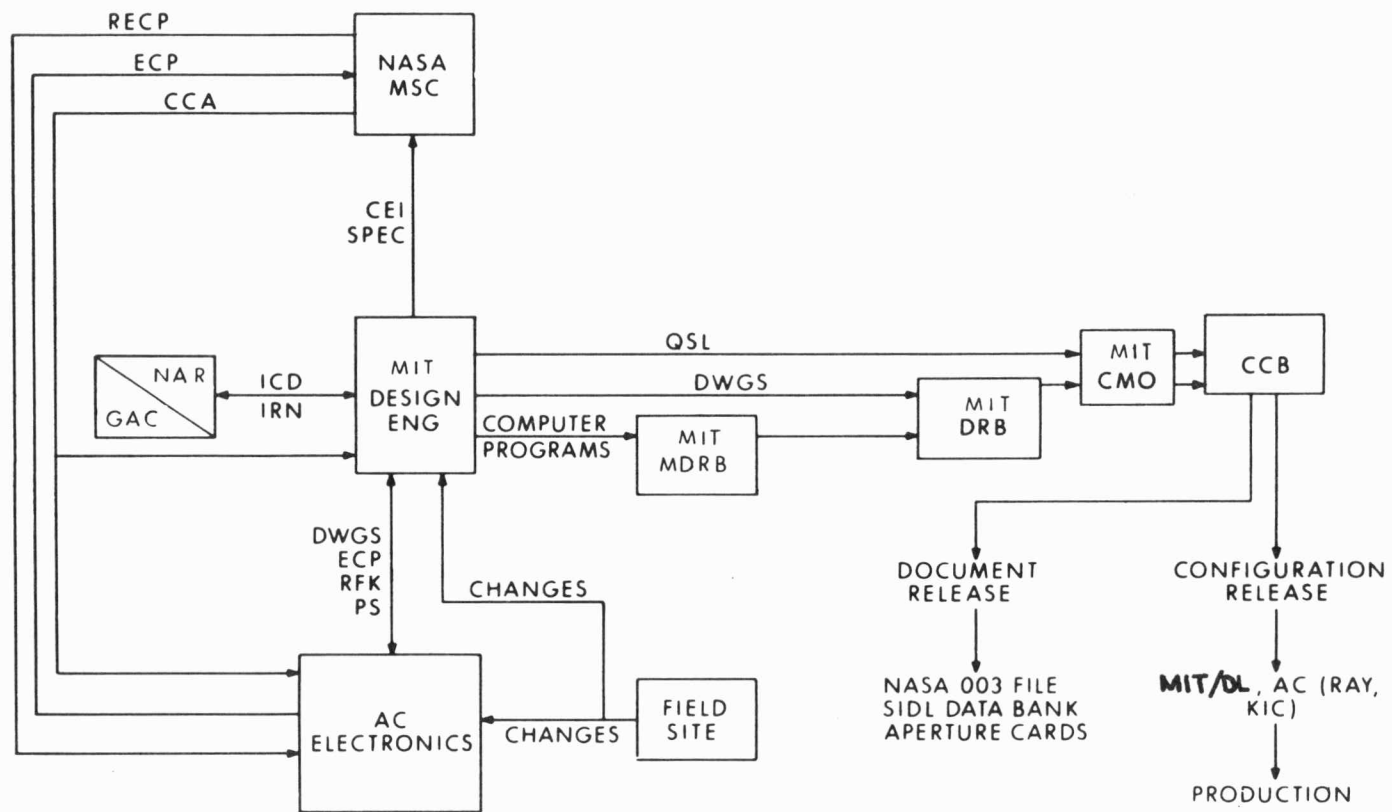 RECP
ECP
CCA
NASA
MSC
CEI
SPEC
NAR
GAC
ICD
IRN
MIT
DESIGN
ENG
QSL
DWGS
COMPUTER
PROGRAMS
MIT
MDRB
MIT
DRB
MIT
CMO
CCB
DWGS
ECP
RFK
PS
CHANGES
AC
ELECTRONICS
CHANGES
FIELD
SITE
DOCUMENT
RELEASE
NASA 003 FILE
SIDL DATA BANK
APERTURE CARDS
CONFIGURATION
RELEASE
MIT/DL, AC (RAY,
KIC)
PRODUCTION